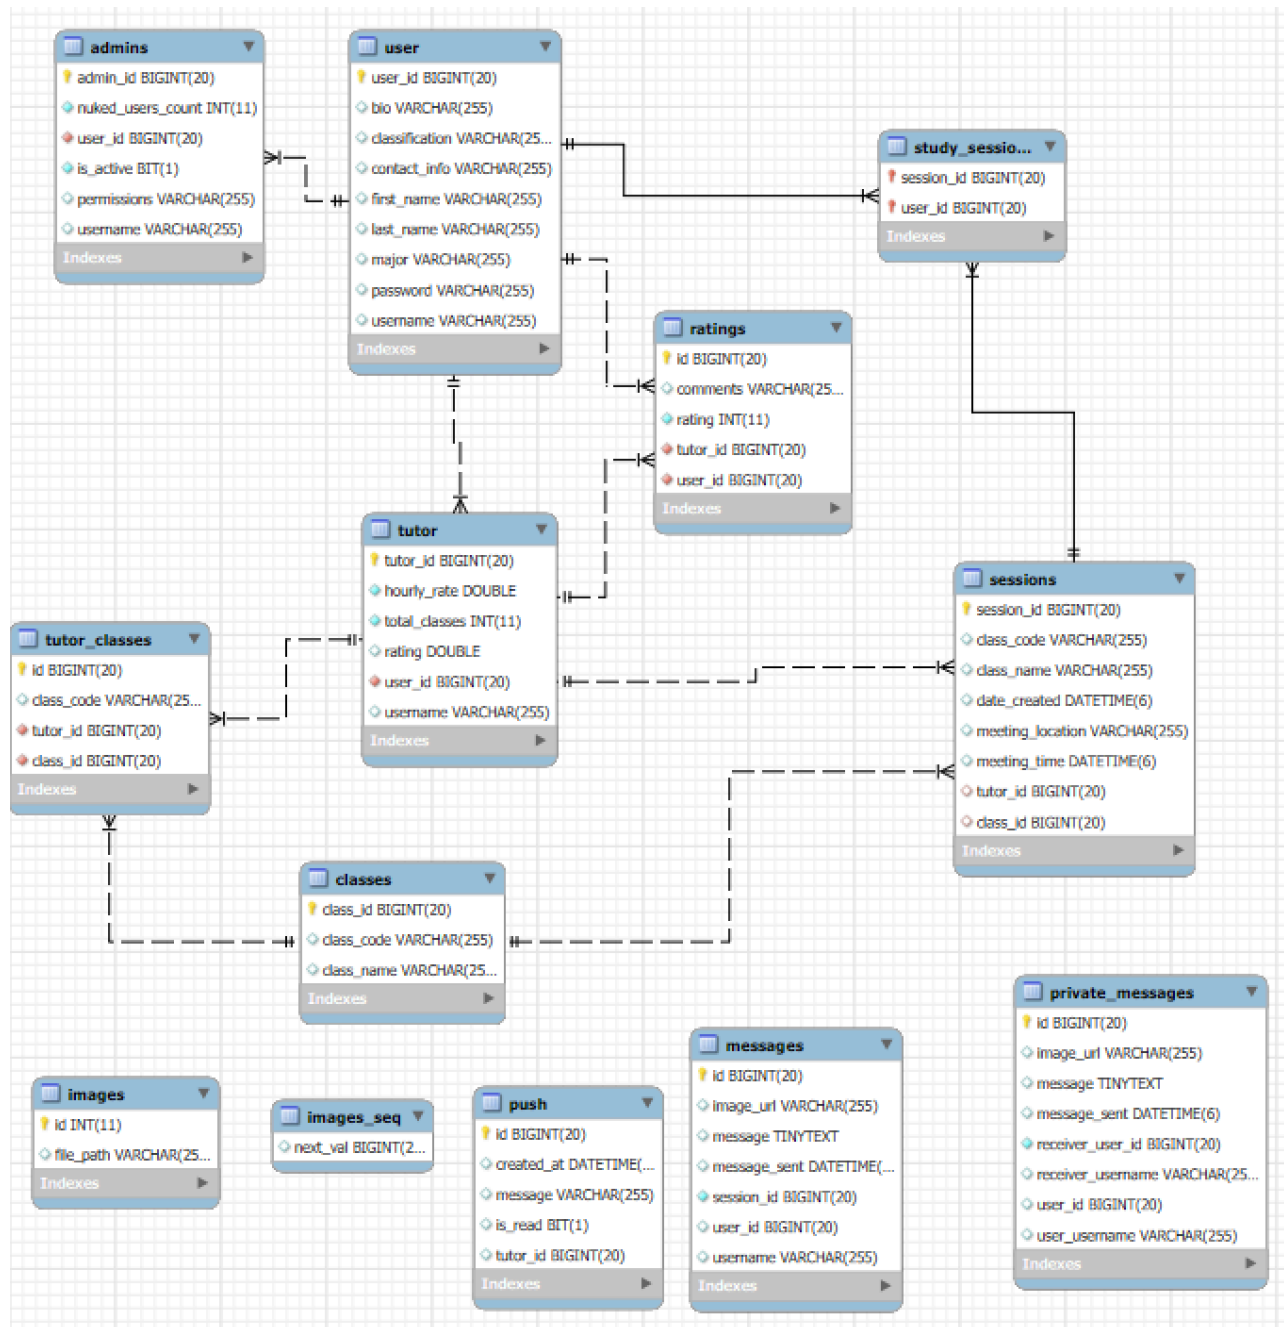 admins
admin_id BIGINT(20)
nuked_users_count INT(11)
user_id BIGINT(20)
is_active BIT(1)
permissions VARCHAR(255)
username VARCHAR(255)
Indexes
user
user_id BIGINT(20)
bio VARCHAR(255)
classification VARCHAR(25...
contact_info VARCHAR(255)
first_name VARCHAR(255)
last_name VARCHAR(255)
major VARCHAR(255)
password VARCHAR(255)
username VARCHAR(255)
Indexes
study_sessio...
session_id BIGINT(20)
user_id BIGINT(20)
Indexes
ratings
id BIGINT(20)
comments VARCHAR(25...
rating INT(11)
tutor_id BIGINT(20)
user_id BIGINT(20)
Indexes
tutor
tutor_id BIGINT(20)
hourly_rate DOUBLE
total_classes INT(11)
rating DOUBLE
user_id BIGINT(20)
username VARCHAR(255)
Indexes
sessions
session_id BIGINT(20)
class_code VARCHAR(255)
class_name VARCHAR(255)
date_created DATETIME(6)
meeting_location VARCHAR(255)
meeting_time DATETIME(6)
tutor_id BIGINT(20)
class_id BIGINT(20)
Indexes
tutor_classes
id BIGINT(20)
class_code VARCHAR(25...
tutor_id BIGINT(20)
class_id BIGINT(20)
Indexes
classes
class_id BIGINT(20)
class_code VARCHAR(255)
class_name VARCHAR(25...
Indexes
private_messages
id BIGINT(20)
image_url VARCHAR(255)
message TINYTEXT
message_sent DATETIME(6)
receiver_user_id BIGINT(20)
receiver_username VARCHAR(25...
user_id BIGINT(20)
user_username VARCHAR(255)
Indexes
messages
id BIGINT(20)
image_url VARCHAR(255)
message TINYTEXT
message_sent DATETIME(...
session_id BIGINT(20)
user_id BIGINT(20)
username VARCHAR(255)
Indexes
images
id INT(11)
file_path VARCHAR(25...
Indexes
images_seq
next_val BIGINT(2...
push
id BIGINT(20)
created_at DATETIME(...
message VARCHAR(255)
is_read BIT(1)
tutor_id BIGINT(20)
Indexes